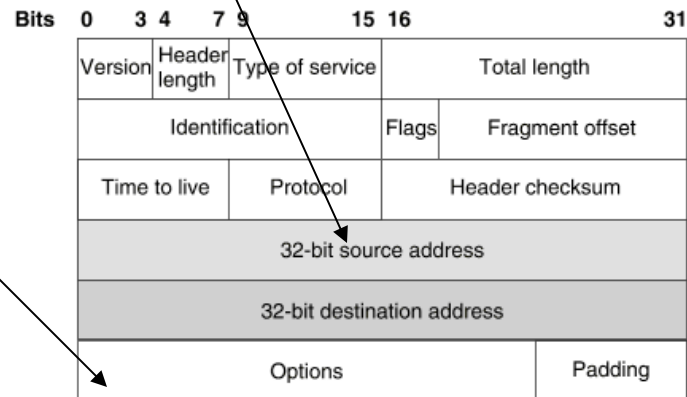 Bits 0 3 4 7 9 15 16 31
Version Header length Type of service Total length
Identification Flags Fragment offset
Time to live Protocol Header checksum
32-bit source address
32-bit destination address
Options Padding